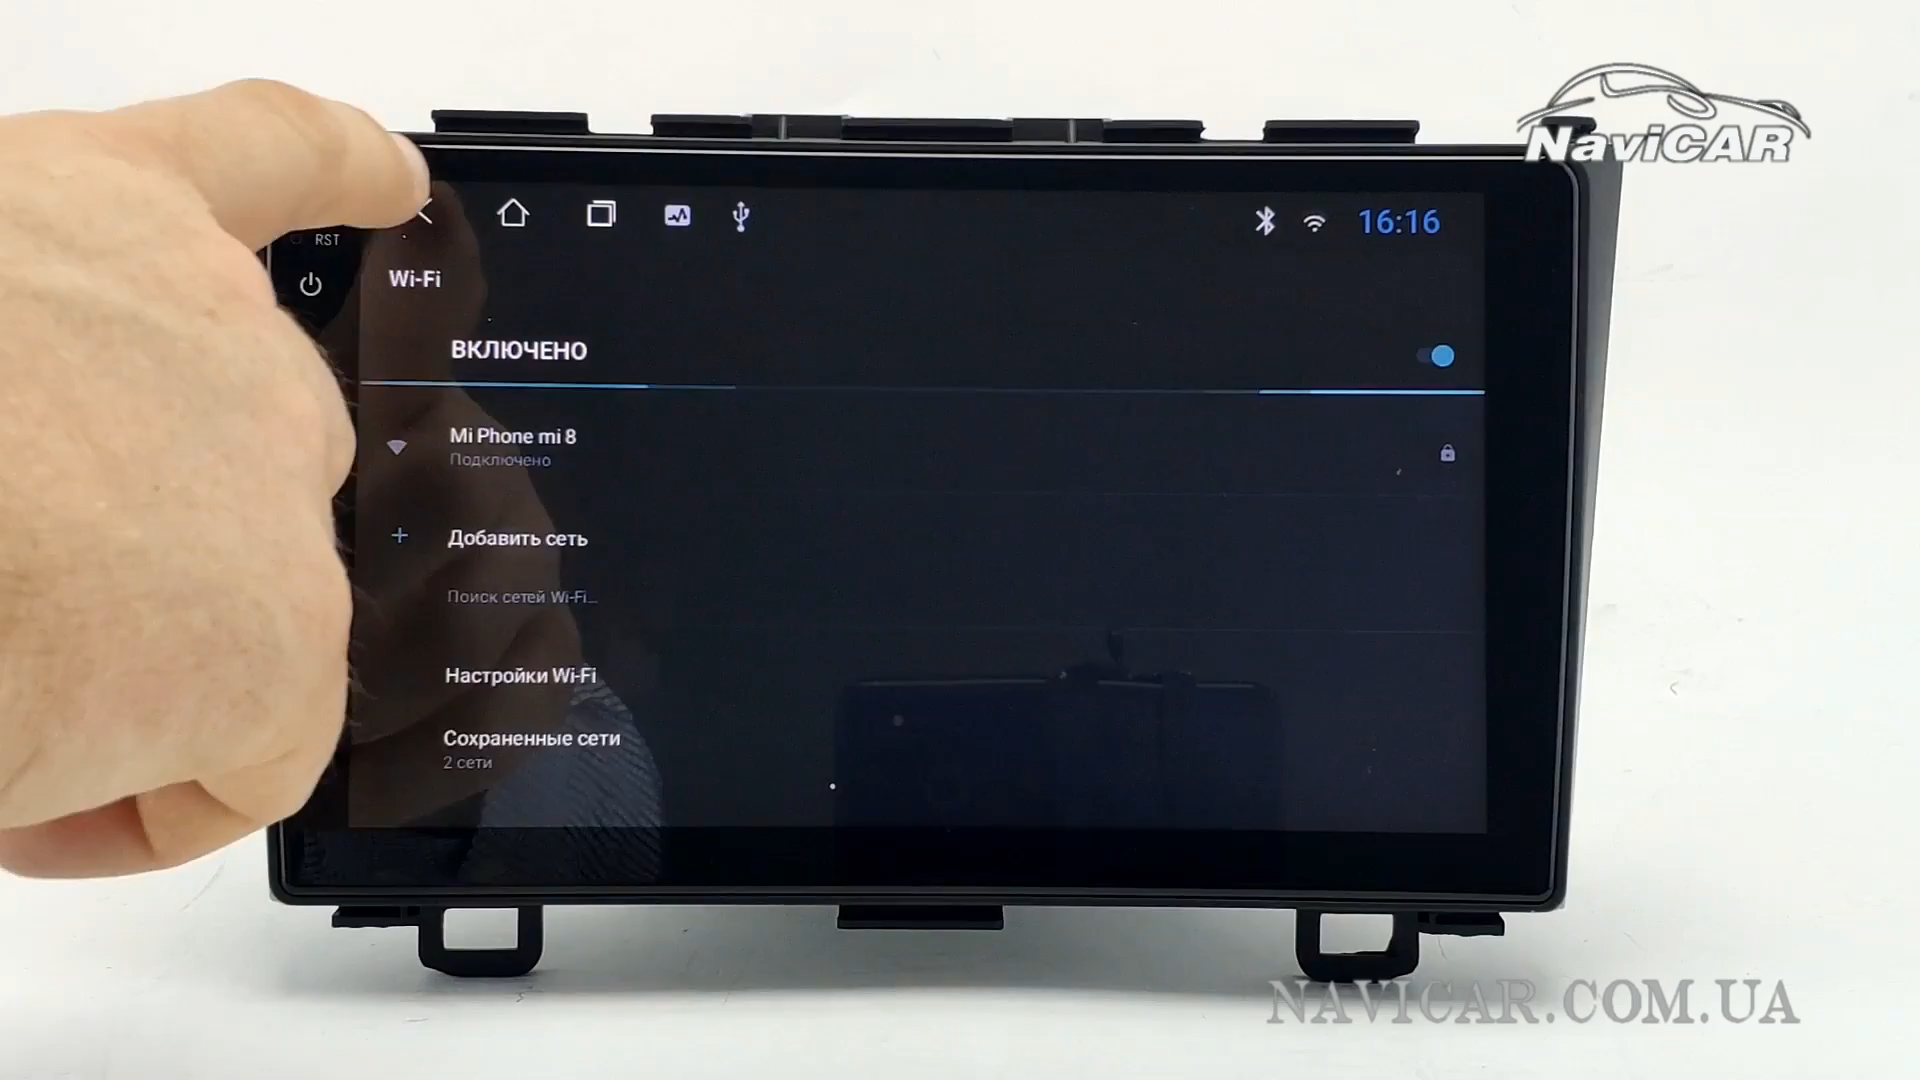 NaviCAR
16:16
RST
Wi-Fi
ВКЛЮЧЕНО
Mi Phone mi 8
Подключено
Добавить сеть
Поиск сетей Wi-Fi...
Настройки Wi-Fi
Сохраненные сети
2 сети
NAVICAR.COM.UA